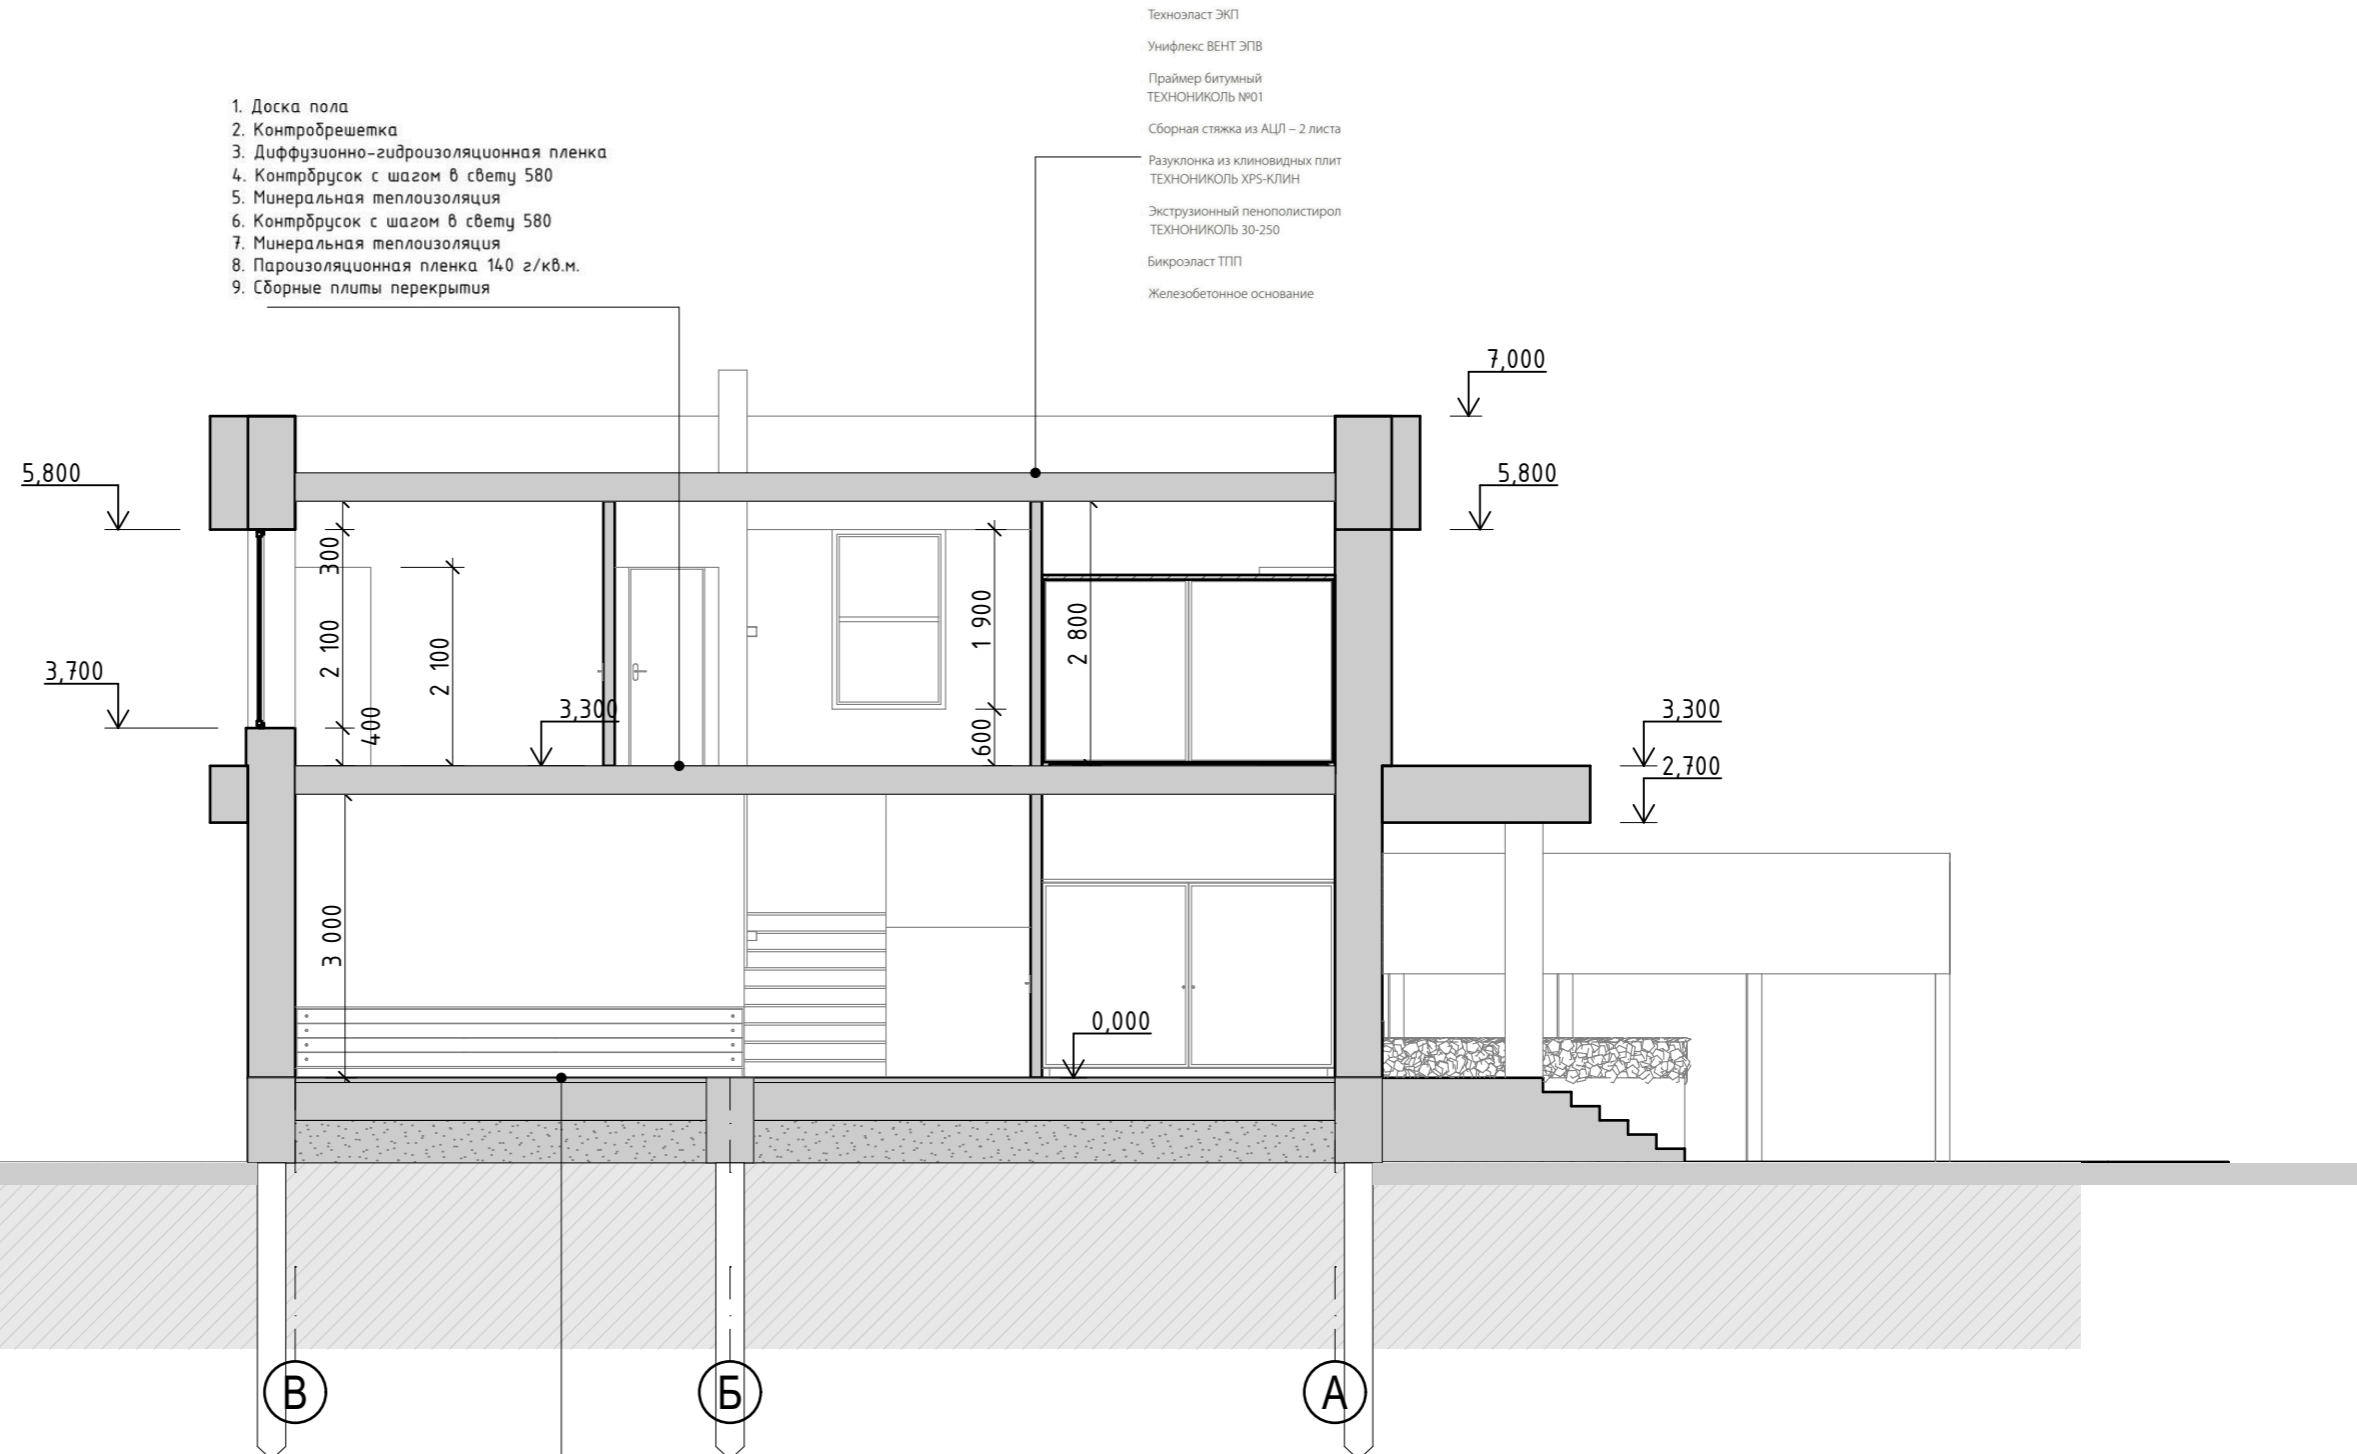 Техноэласт ЭКП
Унифлекс ВЕНТ ЭПВ
Праймер битумный
ТЕХНОНИКОЛЬ №01
Сборная стяжка из АЦЛ – 2 листа
Разуклонка из клиновидных плит
ТЕХНОНИКОЛЬ XPS-КЛИН
Экструзионный пенополистирол
ТЕХНОНИКОЛЬ 30-250
Бикроэласт ТПП
Железобетонное основание
1. Доска пола
2. Контробрешетка
3. Диффузионно-гидроизоляционная пленка
4. Контрбрусок с шагом в свету 580
5. Минеральная теплоизоляция
6. Контрбрусок с шагом в свету 580
7. Минеральная теплоизоляция
8. Пароизоляционная пленка 140 г/кв.м.
9. Сборные плиты перекрытия
7,000
5,800
5,800
300
2 100
2 100
1 900
2 800
3,700
400
3,300
600
3,300
2,700
3 000
0,000
В
Б
А